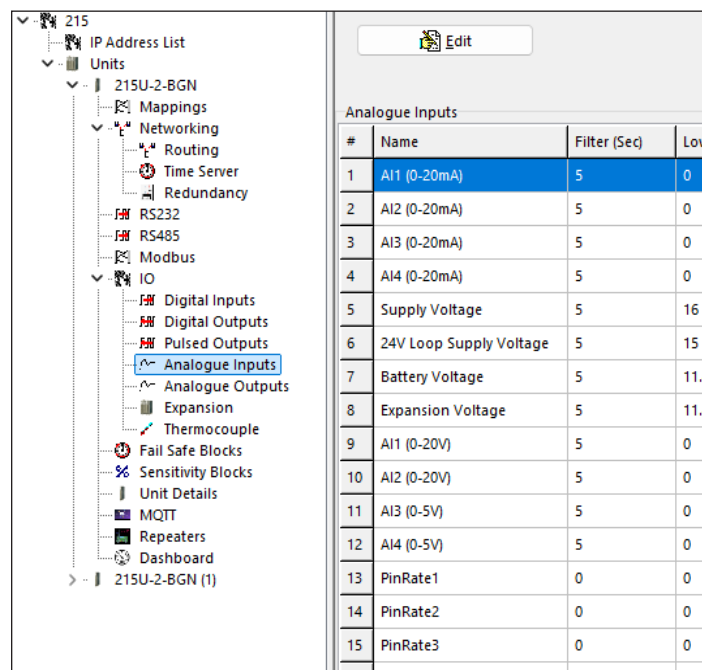 215
IP Address List
Units
215U-2-BGN
Mappings
Networking
Routing
Time Server
Redundancy
RS232
RS485
Modbus
IO
Digital Inputs
Digital Outputs
Pulsed Outputs
Analogue Inputs
Analogue Outputs
Expansion
Thermocouple
Fail Safe Blocks
Sensitivity Blocks
Unit Details
MQTT
Repeaters
Dashboard
215U-2-BGN (1)
Edit
Analogue Inputs
# Name Filter (Sec) Lov
1 AI1 (0-20mA) 5 0
2 AI2 (0-20mA) 5 0
3 AI3 (0-20mA) 5 0
4 AI4 (0-20mA) 5 0
5 Supply Voltage 5 16
6 24V Loop Supply Voltage 5 15
7 Battery Voltage 5 11.
8 Expansion Voltage 5 11.
9 AI1 (0-20V) 5 0
10 AI2 (0-20V) 5 0
11 AI3 (0-5V) 5 0
12 AI4 (0-5V) 5 0
13 PinRate1 0 0
14 PinRate2 0 0
15 PinRate3 0 0